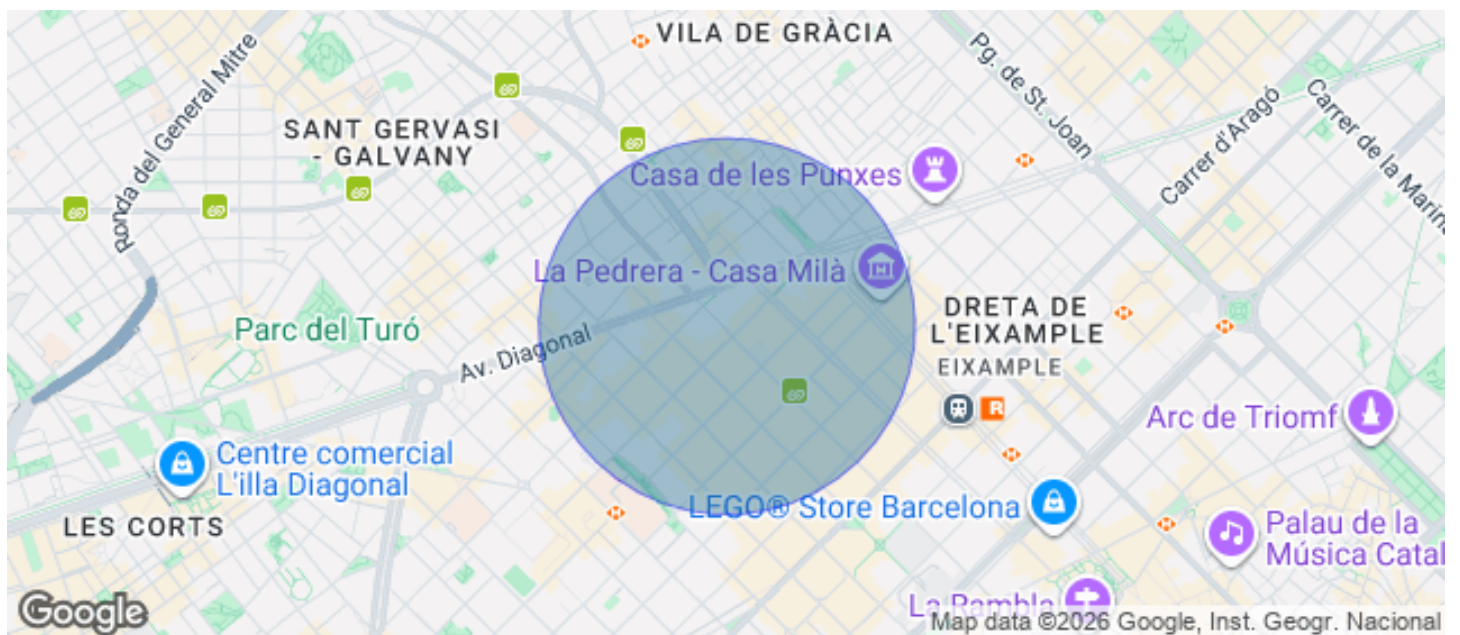 VILA DE GRÀCIA
Pg. de St. Joan
Carrer d'Aragó
Carrer de la Marina
Ronda del General Mitre
SANT GERVASI
- GALVANY
Casa de les Punxes
La Pedrera - Casa Milà
DRETA DE
L'EIXAMPLE
EIXAMPLE
Parc del Turó
Av. Diagonal
R
Arc de Triomf
Centre comercial
L'illa Diagonal
LES CORTS
LEGO® Store Barcelona
Palau de la
Música Catal
La Rambla
Google
Map data ©2026 Google, Inst. Geogr. Nacional